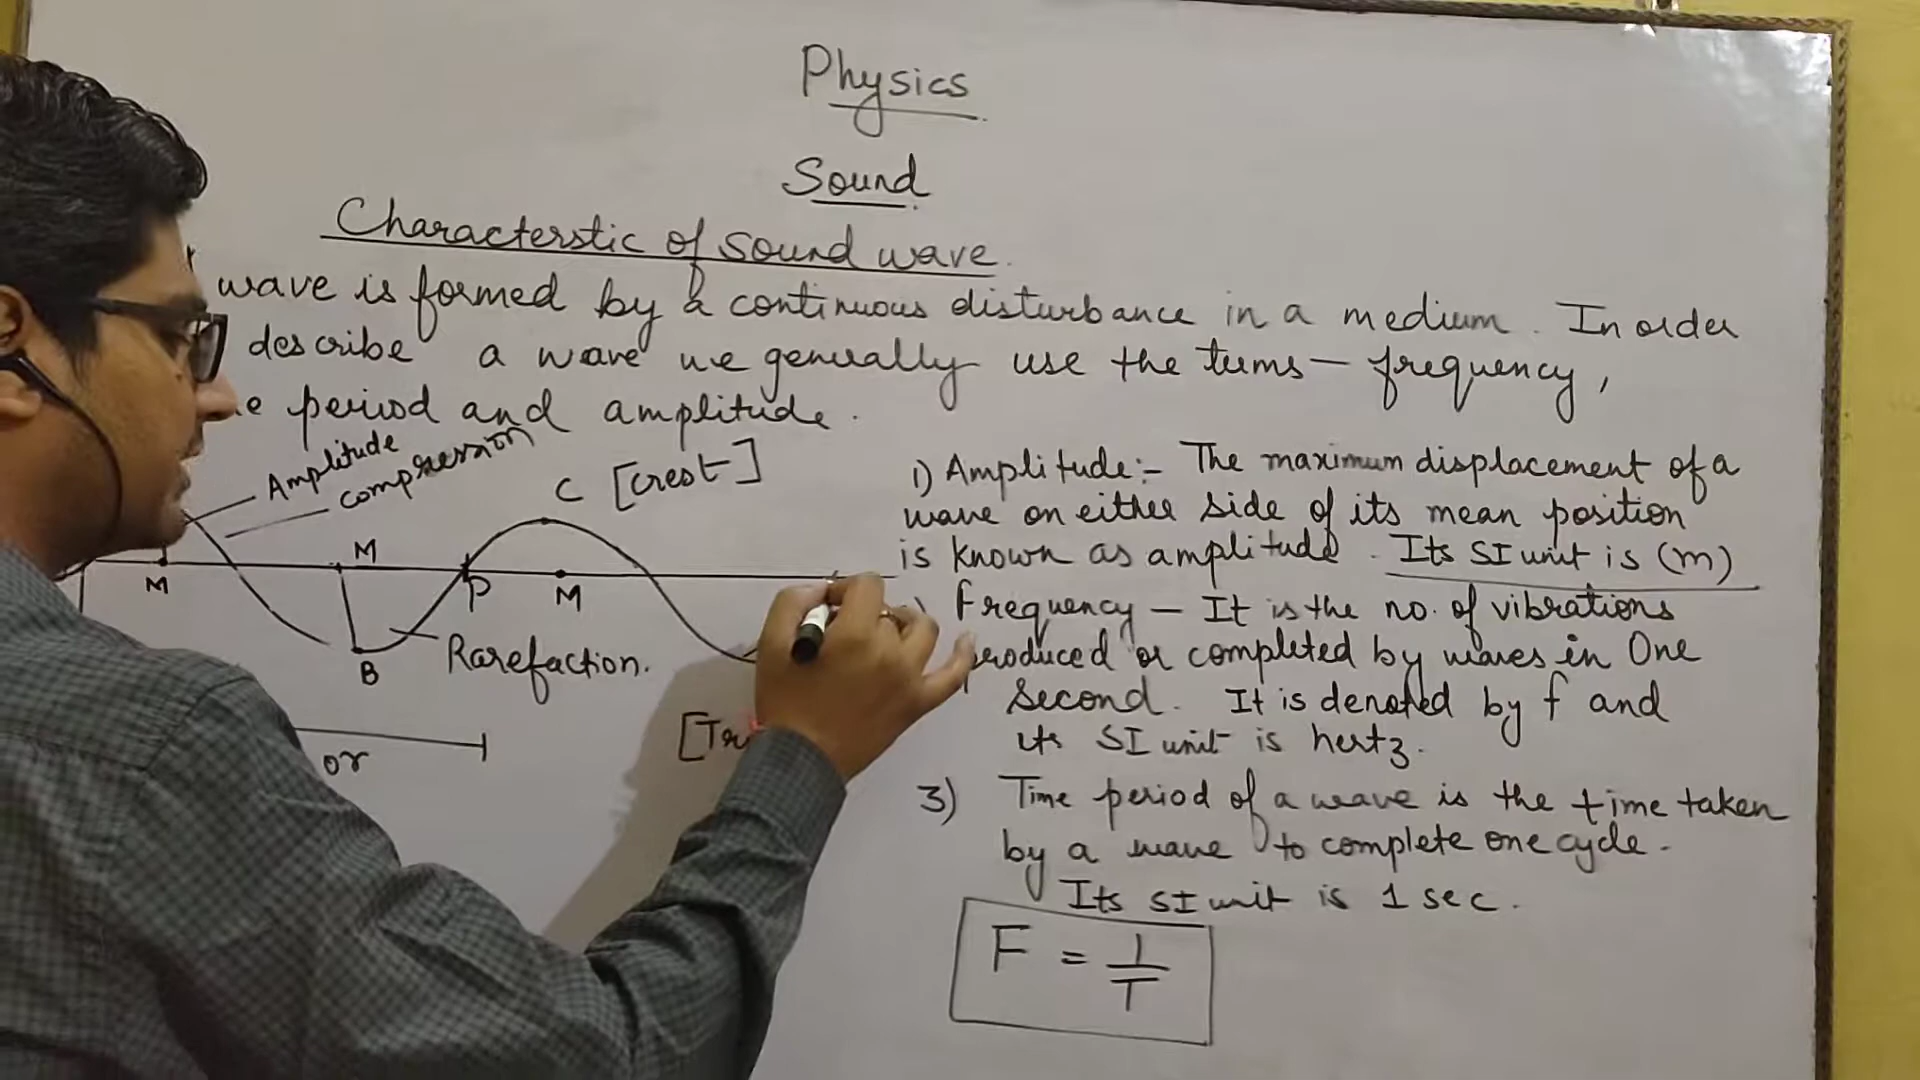 Physics
Sound
Characterstic of sound wave.
wave is formed by a continuous disturbance in a medium. In order
describe a wave we generally use the terms — frequency,
e period and amplitude.
Amplitude
compression
C [crest]
1) Amplitude:- The maximum displacement of a
wave on either side of its mean position
is known as amplitude. Its SI unit is (m)
M
M
P
M
B
Rarefaction.
) frequency — It is the no. of vibrations
produced or completed by waves in One
second. It is denoted by f and
its SI unit is hertz.
[Tr
or
3) Time period of a wave is the time taken
by a wave to complete one cycle.
Its SI unit is 1 sec.
F = 1/T